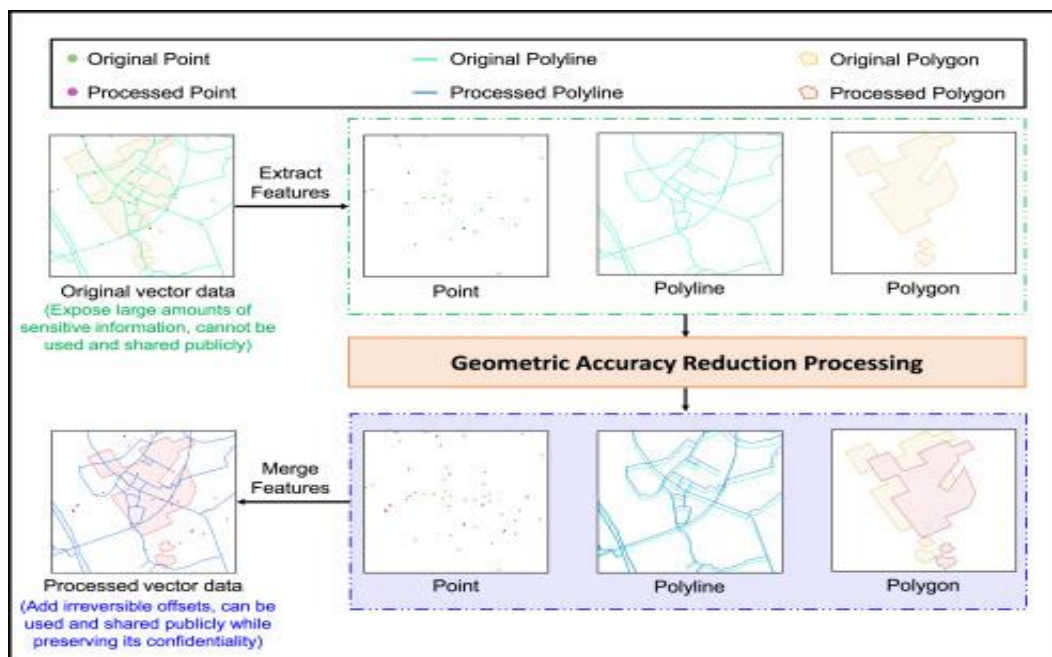 Original Point
Original Polyline
Original Polygon
Processed Point
Processed Polyline
Processed Polygon
Extract
Features
Original vector data
(Expose large amounts of
sensitive information, cannot be
used and shared publicly)
Point
Polyline
Polygon
Geometric Accuracy Reduction Processing
Merge
Features
Processed vector data
(Add irreversible offsets, can be
used and shared publicly while
preserving its confidentiality)
Point
Polyline
Polygon